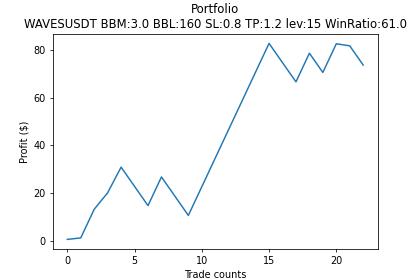 Portfolio
WAVESUSDT BBM:3.0 BBL:160 SL:0.8 TP:1.2 lev:15 WinRatio:61.0
80
60
40
20
0
Profit ($)
0 5 10 15 20
Trade counts